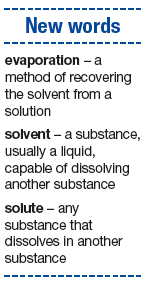 New words
evaporation – a
method of recovering
the solvent from a
solution
solvent – a substance,
usually a liquid,
capable of dissolving
another substance
solute – any
substance that
dissolves in another
substance